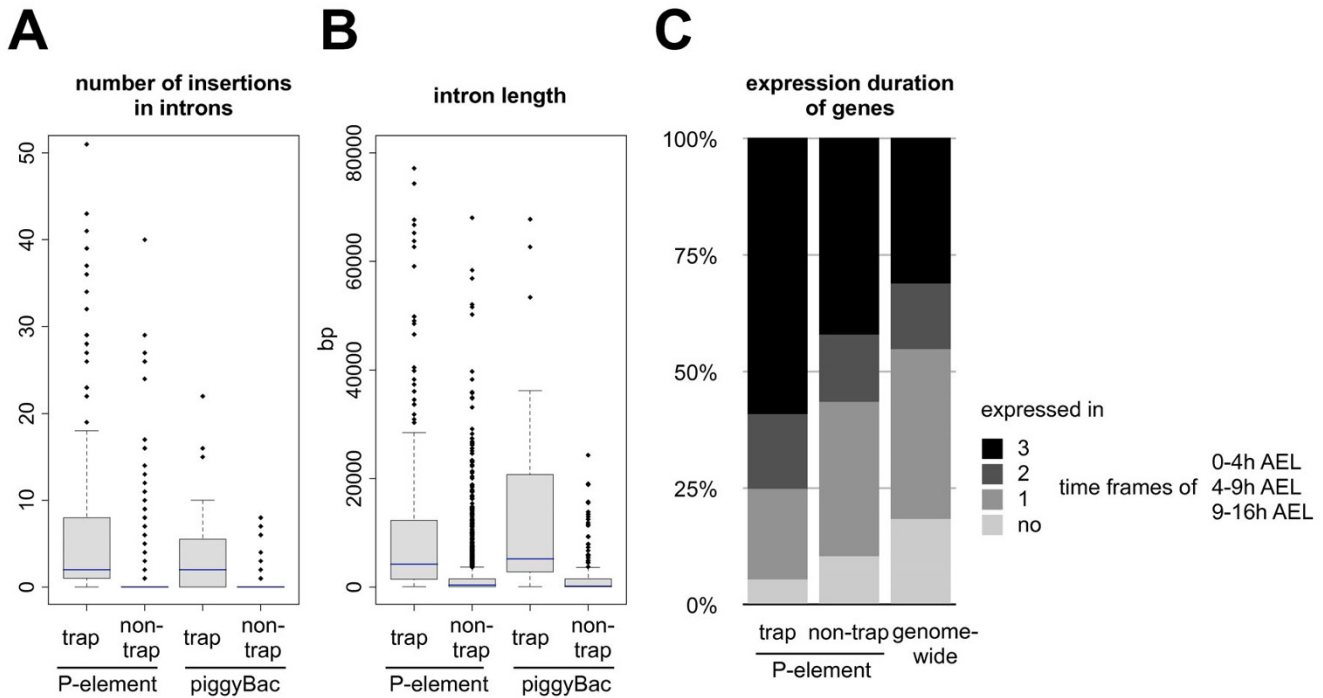 A
number of insertions
in introns
50
40
30
20
10
0
trap
non-
trap
trap
non-
trap
P-element
piggyBac
B
intron length
bp
80000
60000
40000
20000
0
trap
non-
trap
trap
non-
trap
P-element
piggyBac
C
expression duration
of genes
100%
75%
50%
25%
0%
trap
non-trap
genome-
wide
P-element
expressed in
3
2
1
no
time frames of
0-4h AEL
4-9h AEL
9-16h AEL